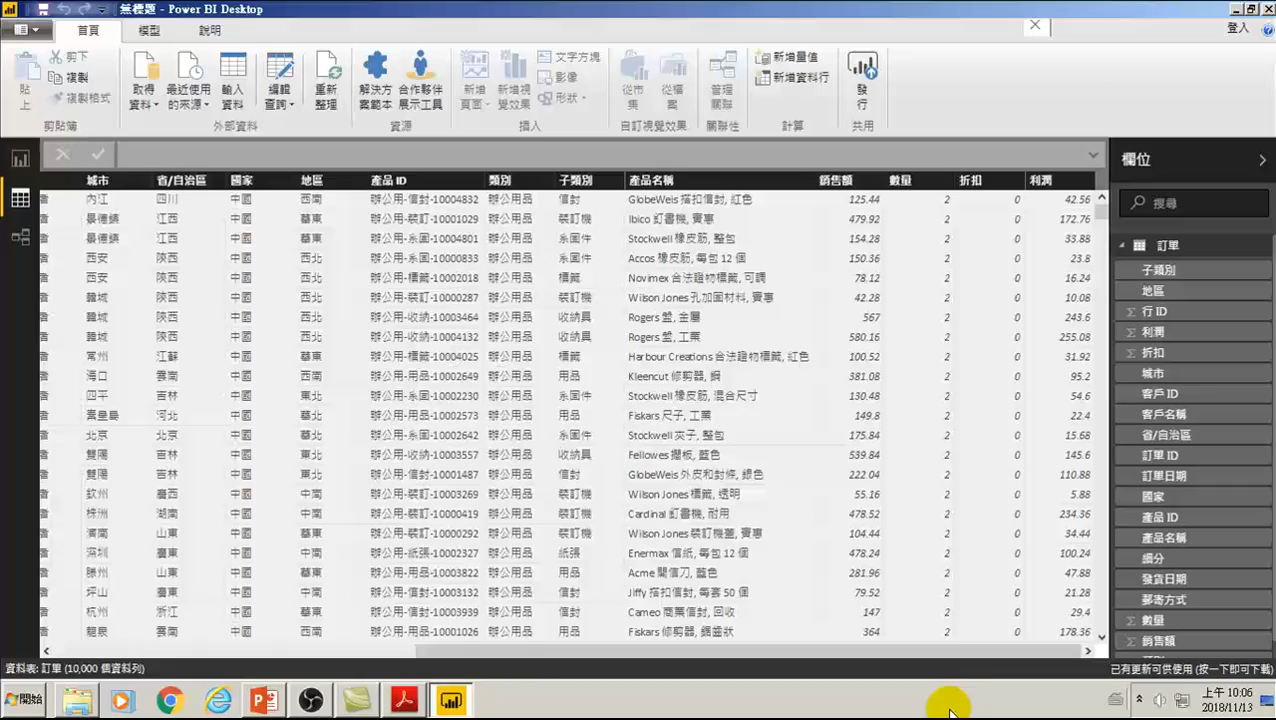 無標題 - Power BI Desktop
首頁 模型 說明 登入
貼上 剪下 複製 複製格式 剪貼簿
取得資料 最近使用的來源 輸入資料 編輯查詢 重新整理 外部資料
解決方案範本 合作夥伴展示工具 資源
新增頁面 新增視覺效果 文字方塊 影像 形狀 插入
從市集 從檔案 自訂視覺效果
管理關聯 關聯性
新增量值 新增資料行 計算
發行 共用
城市 省/自治區 國家 地區 產品 ID 類別 子類別 產品名稱 銷售額 數量 折扣 利潤
內江 四川 中國 西南 辦公用-信封-10004832 辦公用品 信封 GlobeWeis 搭扣信封, 紅色 125.44 2 0 42.56
景德鎮 江西 中國 華東 辦公用-裝訂-10001029 辦公用品 裝訂機 Ibico 訂書機, 實惠 479.92 2 0 172.76
景德鎮 江西 中國 華東 辦公用-系固-10004801 辦公用品 系固件 Stockwell 橡皮筋, 整包 154.28 2 0 33.88
西安 陝西 中國 西北 辦公用-系固-10000833 辦公用品 系固件 Accos 橡皮筋, 每包 12 個 150.36 2 0 23.8
西安 陝西 中國 西北 辦公用-標籤-10002018 辦公用品 標籤 Novimex 合法證物標籤, 可調 78.12 2 0 16.24
韓城 陝西 中國 西北 辦公用-裝訂-10000287 辦公用品 裝訂機 Wilson Jones 孔加固材料, 實惠 42.28 2 0 10.08
韓城 陝西 中國 西北 辦公用-收納-10003464 辦公用品 收納具 Rogers 盤, 金屬 567 2 0 243.6
韓城 陝西 中國 西北 辦公用-收納-10004132 辦公用品 收納具 Rogers 盤, 工業 580.16 2 0 255.08
常州 江蘇 中國 華東 辦公用-標籤-10004025 辦公用品 標籤 Harbour Creations 合法證物標籤, 紅色 100.52 2 0 31.92
海口 雲南 中國 西南 辦公用-用品-10002649 辦公用品 用品 Kleencut 修剪器, 鋼 381.08 2 0 95.2
四平 吉林 中國 東北 辦公用-系固-10002230 辦公用品 系固件 Stockwell 橡皮筋, 混合尺寸 130.48 2 0 54.6
秦皇島 河北 中國 華北 辦公用-用品-10002573 辦公用品 用品 Fiskars 尺子, 工業 149.8 2 0 22.4
北京 北京 中國 華北 辦公用-系固-10002642 辦公用品 系固件 Stockwell 夾子, 整包 175.84 2 0 15.68
雙陽 吉林 中國 東北 辦公用-收納-10003557 辦公用品 收納具 Fellowes 擱板, 藍色 539.84 2 0 145.6
雙陽 吉林 中國 東北 辦公用-信封-10001487 辦公用品 信封 GlobeWeis 外皮和封條, 銀色 222.04 2 0 110.88
欽州 廣西 中國 中南 辦公用-裝訂-10003269 辦公用品 裝訂機 Wilson Jones 標籤, 透明 55.16 2 0 5.88
株洲 湖南 中國 中南 辦公用-裝訂-10000419 辦公用品 裝訂機 Cardinal 訂書機, 耐用 478.52 2 0 234.36
濱南 山東 中國 華東 辦公用-裝訂-10000292 辦公用品 裝訂機 Wilson Jones 裝訂機蓋, 實惠 104.44 2 0 34.44
深圳 廣東 中國 中南 辦公用-紙張-10002327 辦公用品 紙張 Enermax 信紙, 每包 12 個 478.24 2 0 100.24
滕州 山東 中國 華東 辦公用-用品-10003822 辦公用品 用品 Acme 開信刀, 藍色 281.96 2 0 47.88
坪山 廣東 中國 中南 辦公用-信封-10003132 辦公用品 信封 Jiffy 搭扣信封, 每套 50 個 79.52 2 0 21.28
杭州 浙江 中國 華東 辦公用-信封-10003939 辦公用品 信封 Cameo 商業信封, 回收 147 2 0 29.4
龍泉 雲南 中國 西南 辦公用-用品-10001026 辦公用品 用品 Fiskars 修剪器, 鋸齒狀 364 2 0 178.36
欄位
搜尋
訂單
子類別
地區
行 ID
利潤
折扣
城市
客戶 ID
客戶名稱
省/自治區
訂單 ID
訂單日期
國家
產品 ID
產品名稱
細分
發貨日期
郵寄方式
數量
銷售額
資料表: 訂單 (10,000 個資料列) 已有更新可供使用 (按一下即可下載)
開始 上午 10:06
2018/11/13